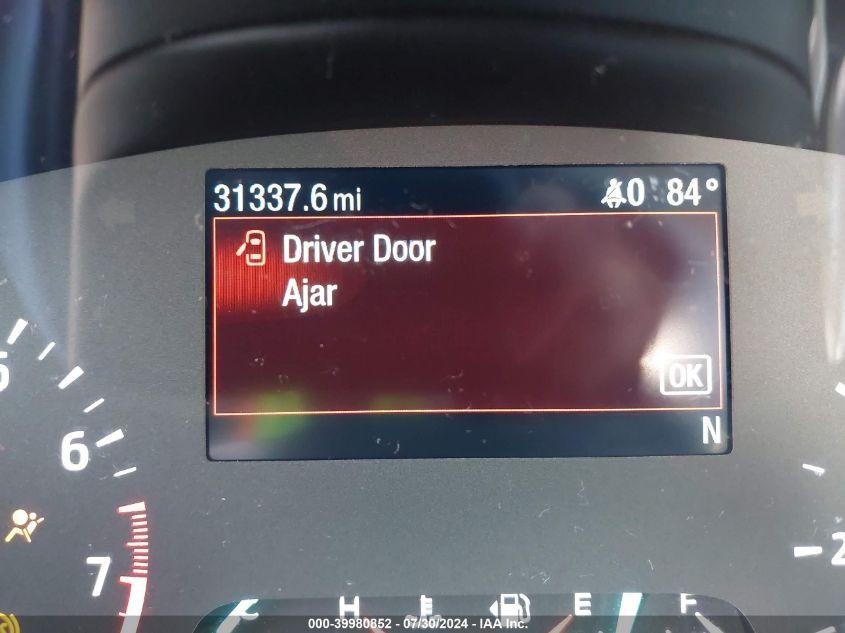 31337.6 mi 0 84°
Driver Door
Ajar
OK
N
5
6
7
2
C H E F
000-39980852 - 07/30/2024 - IAA Inc.